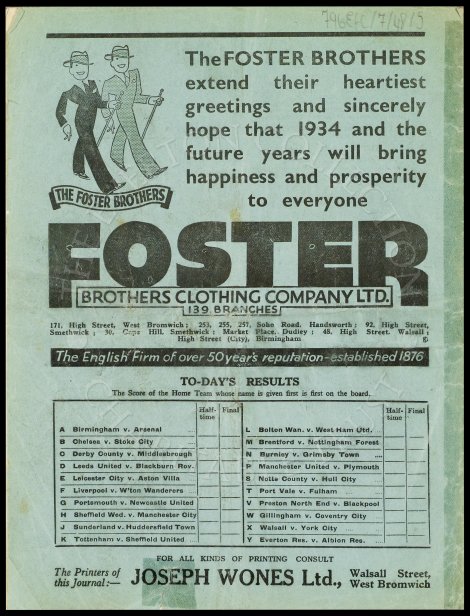 796EFC/7/48/5
The FOSTER BROTHERS
extend their heartiest
greetings and sincerely
hope that 1934 and the
future years will bring
happiness and prosperity
to everyone
THE FOSTER BROTHERS
FOSTER
BROTHERS CLOTHING COMPANY LTD.
139 BRANCHES
171, High Street, West Bromwich; 253, 255, 257, Soho Road, Handsworth; 92, High Street,
Smethwick; 30, Cape Hill, Smethwick; Market Place, Dudley; 48, High Street, Walsall;
High Street (City), Birmingham g.
The English Firm of over 50 year's reputation - established 1876
TO-DAY'S RESULTS
The Score of the Home Team whose name is given first is first on the board.
Half-time Final Half-time Final
A Birmingham v. Arsenal
B Chelsea v. Stoke City
C Derby County v. Middlesbrough
D Leeds United v. Blackburn Rov.
E Leicester City v. Aston Villa
F Liverpool v. W'ton Wanderers
G Portsmouth v. Newcastle United
H Sheffield Wed. v. Manchester City
J Sunderland v. Huddersfield Town
K Tottenham v. Sheffield United
L Bolton Wan. v. West Ham Utd.
M Brentford v. Nottingham Forest
N Burnley v. Grimsby Town
P Manchester United v. Plymouth
S Notts County v. Hull City
T Port Vale v. Fulham
V Preston North End v. Blackpool
W Gillingham v. Coventry City
X Walsall v. York City
Y Everton Res. v. Albion Res.
FOR ALL KINDS OF PRINTING CONSULT
The Printers of
this Journal:— JOSEPH WONES Ltd., Walsall Street,
West Bromwich